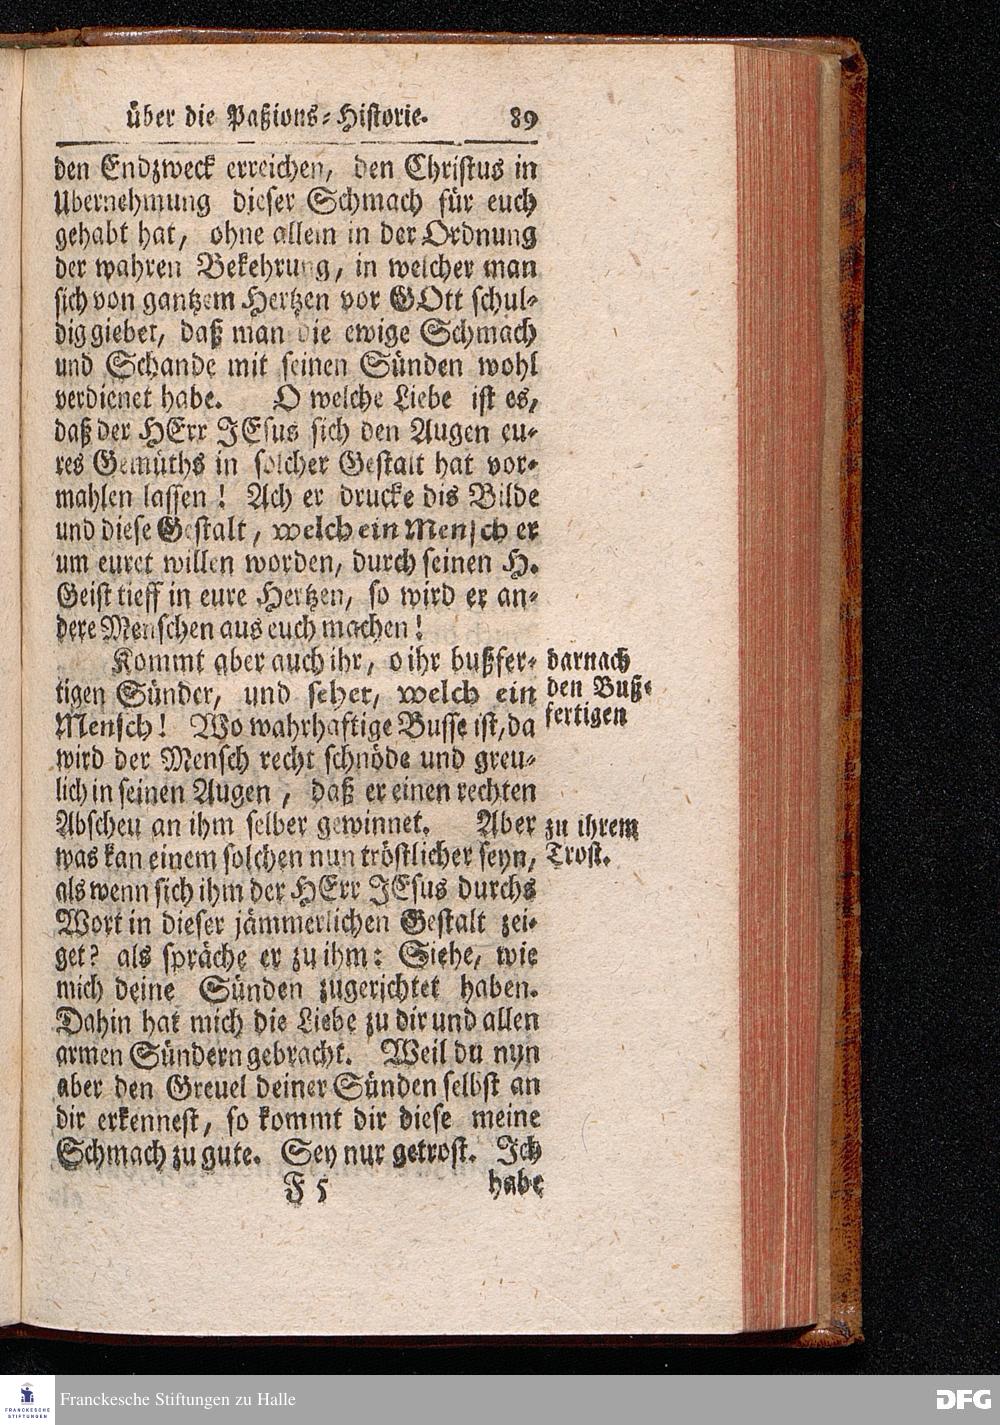 über die Paßions-Historie. 89
den Endzweck erreichen, den Christus in
Ubernehmung dieser Schmach für euch
gehabt hat, ohne allein in der Ordnung
der wahren Bekehrung, in welcher man
sich von gantzem Hertzen vor GOtt schul-
dig giebet, daß man die ewige Schmach
und Schande mit seinen Sünden wohl
verdienet habe. O welche Liebe ist es,
daß der HErr JEsus sich den Augen eu-
res Gemüths in solcher Gestalt hat vor-
mahlen lassen! Ach er drucke dis Bilde
und diese Gestalt, welch ein Mensch er
um euret willen worden, durch seinen H.
Geist tieff in eure Hertzen, so wird er an-
dere Menschen aus euch machen!
Kommt aber auch ihr, o ihr bußfer-
tigen Sünder, und sehet, welch ein
Mensch! Wo wahrhaftige Busse ist, da
wird der Mensch recht schnöde und greu-
lich in seinen Augen, daß er einen rechten
Abscheu an ihm selber gewinnet. Aber
was kan einem solchen nun tröstlicher seyn,
als wenn sich ihm der HErr JEsus durchs
Wort in dieser jämmerlichen Gestalt zei-
get? als spräche er zu ihm: Siehe, wie
mich deine Sünden zugerichtet haben.
Dahin hat mich die Liebe zu dir und allen
armen Sündern gebracht. Weil du nun
aber den Greuel deiner Sünden selbst an
dir erkennest, so kommt dir diese meine
Schmach zu gute. Sey nur getrost. Ich
F 5 habe
darnach
den Buß-
fertigen
zu ihrem
Trost.
FRANCKESCHE
STIFTUNGEN
Franckesche Stiftungen zu Halle
DFG